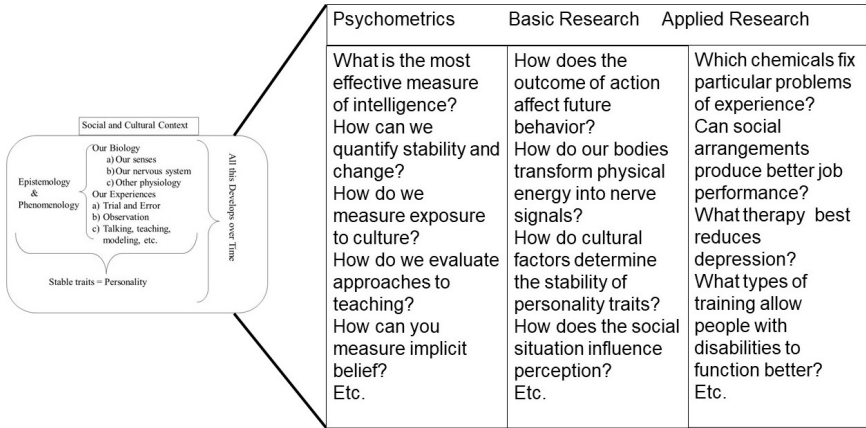 Social and Cultural Context
Our Biology
a) Our senses
b) Our nervous system
c) Other physiology
Epistemology
&
Phenomenology
Our Experiences
a) Trial and Error
b) Observation
c) Talking, teaching,
modeling, etc.
Stable traits = Personality
All this Develops over Time
Psychometrics
What is the most
effective measure
of intelligence?
How can we
quantify stability and
change?
How do we
measure exposure
to culture?
How do we evaluate
approaches to
teaching?
How can you
measure implicit
belief?
Etc.
Basic Research
How does the
outcome of action
affect future
behavior?
How do our bodies
transform physical
energy into nerve
signals?
How do cultural
factors determine
the stability of
personality traits?
How does the social
situation influence
perception?
Etc.
Applied Research
Which chemicals fix
particular problems
of experience?
Can social
arrangements
produce better job
performance?
What therapy best
reduces
depression?
What types of
training allow
people with
disabilities to
function better?
Etc.